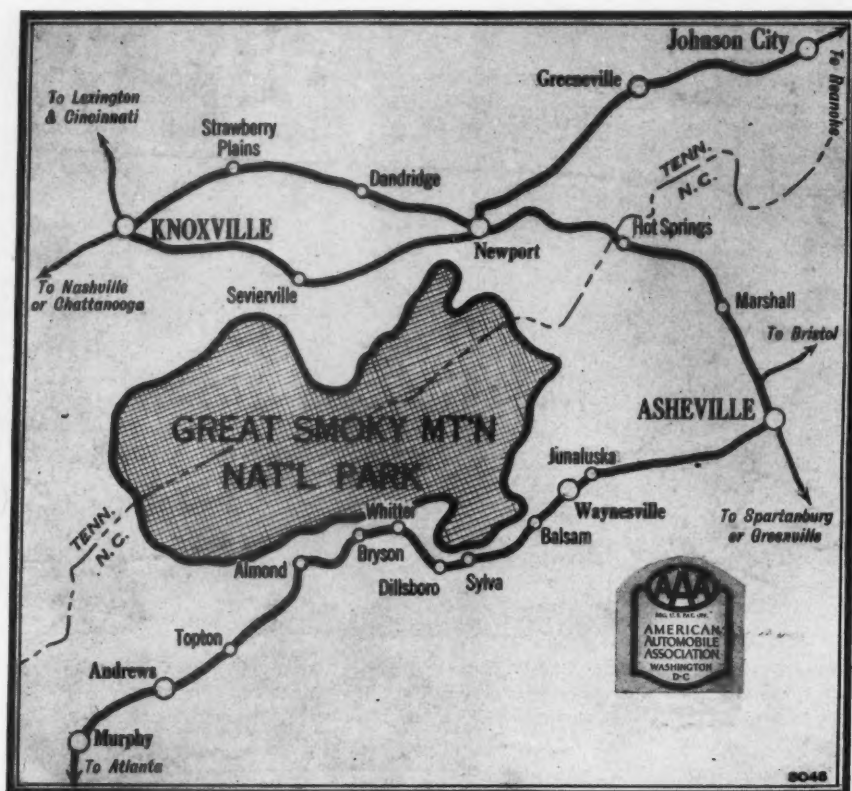 Johnson City
To Roanoke
Greeneville
To Lexington
& Cincinnati
Strawberry
Plains
Dandridge
TENN.
N.C.
KNOXVILLE
Newport
Hot Springs
To Nashville
or Chattanooga
Sevierville
Marshall
To Bristol
ASHEVILLE
GREAT SMOKY MT'N
NAT'L PARK
Junaluska
Waynesville
To Spartanburg
or Greenville
Whitter
Balsam
TENN.
N.C.
Almond
Bryson
Dillsboro
Sylva
AAA
AMERICAN
AUTOMOBILE
ASSOCIATION
WASHINGTON
D-C
Topton
Andrews
Murphy
To Atlanta